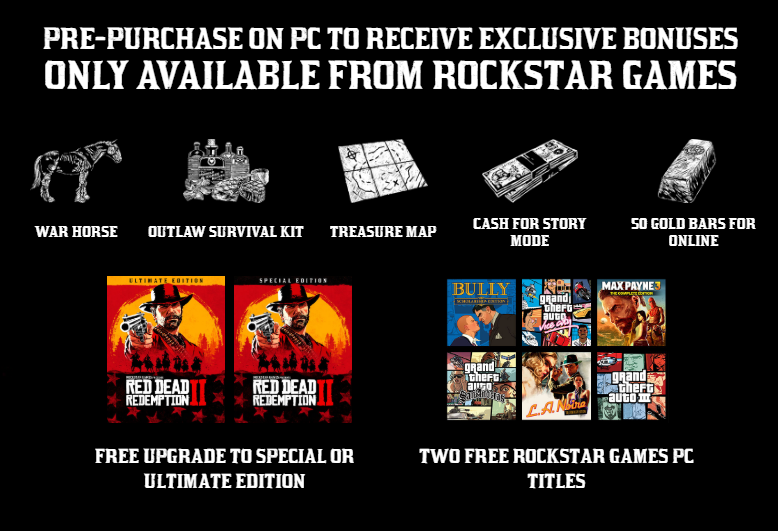 PRE-PURCHASE ON PC TO RECEIVE EXCLUSIVE BONUSES
ONLY AVAILABLE FROM ROCKSTAR GAMES
WAR HORSE
OUTLAW SURVIVAL KIT
TREASURE MAP
CASH FOR STORY
MODE
50 GOLD BARS FOR
ONLINE
ULTIMATE EDITION
RED DEAD
REDEMPTION II
SPECIAL EDITION
RED DEAD
REDEMPTION II
BULLY
SCHOLARSHIP EDITION
grand
theft
auto
Vice City
MAX PAYNE 3
THE COMPLETE EDITION
grand
theft
auto
San Andreas
L.A. Noire
grand
theft
auto III
FREE UPGRADE TO SPECIAL OR
ULTIMATE EDITION
TWO FREE ROCKSTAR GAMES PC
TITLES